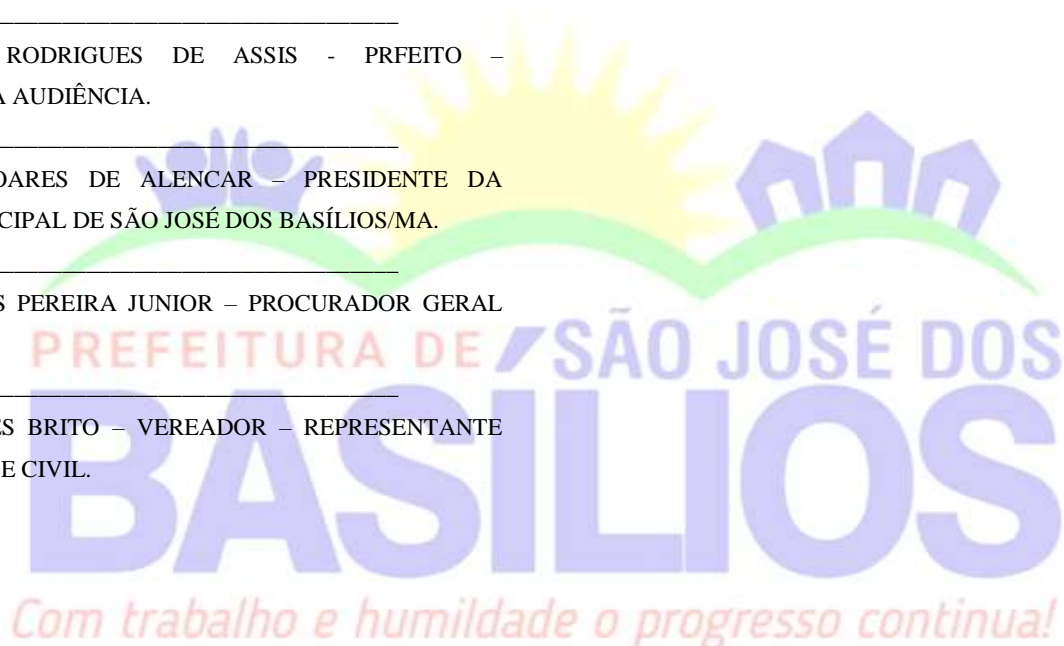 RODRIGUES DE ASSIS - PRFEITO –
A AUDIÊNCIA.
OARES DE ALENCAR – PRESIDENTE DA
CIPAL DE SÃO JOSÉ DOS BASÍLIOS/MA.
S PEREIRA JUNIOR – PROCURADOR GERAL
ES BRITO – VEREADOR – REPRESENTANTE
E CIVIL.
PREFEITURA DE SÃO JOSÉ DOS
BASÍLIOS
Com trabalho e humildade o progresso continua!